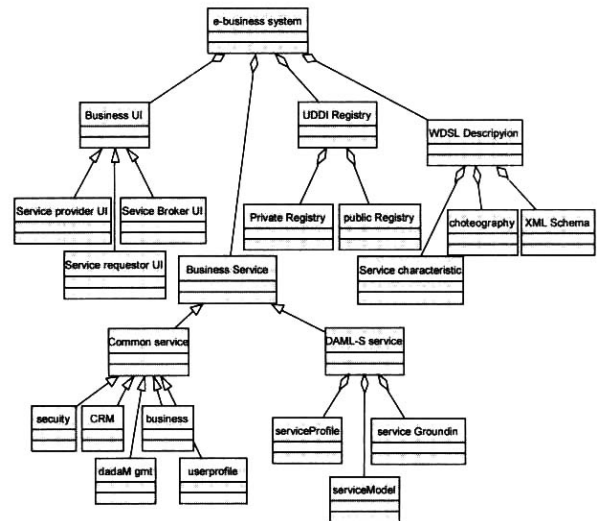 e-business system
Business UI
UDDI Registry
WDSL Descripyion
Service provider UI
Sevice Broker UI
Private Registry
public Registry
choteography
XML Schema
Service requestor UI
Business Service
Service characteristic
Common service
DAML-S service
secuity
CRM
business
serviceProfile
service Groundin
dadaM gmt
userprofile
serviceModel